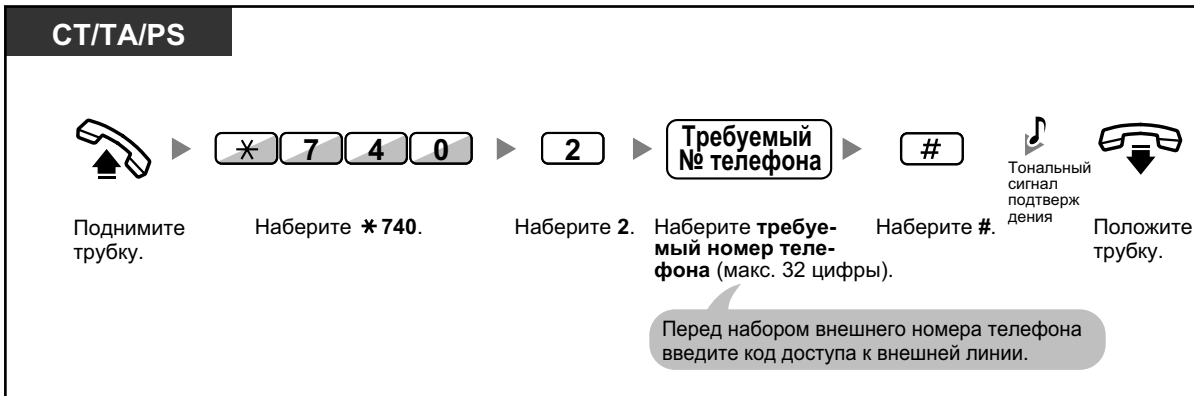 CT/TA/PS
✳ 7 4 0
2
Требуемый
№ телефона
#
Тональный
сигнал
подтверж
дения
Поднимите
трубку.
Наберите ✳ 740.
Наберите 2.
Наберите требуе-
мый номер теле-
фона (макс. 32 цифры).
Наберите #.
Положите
трубку.
Перед набором внешнего номера телефона
введите код доступа к внешней линии.